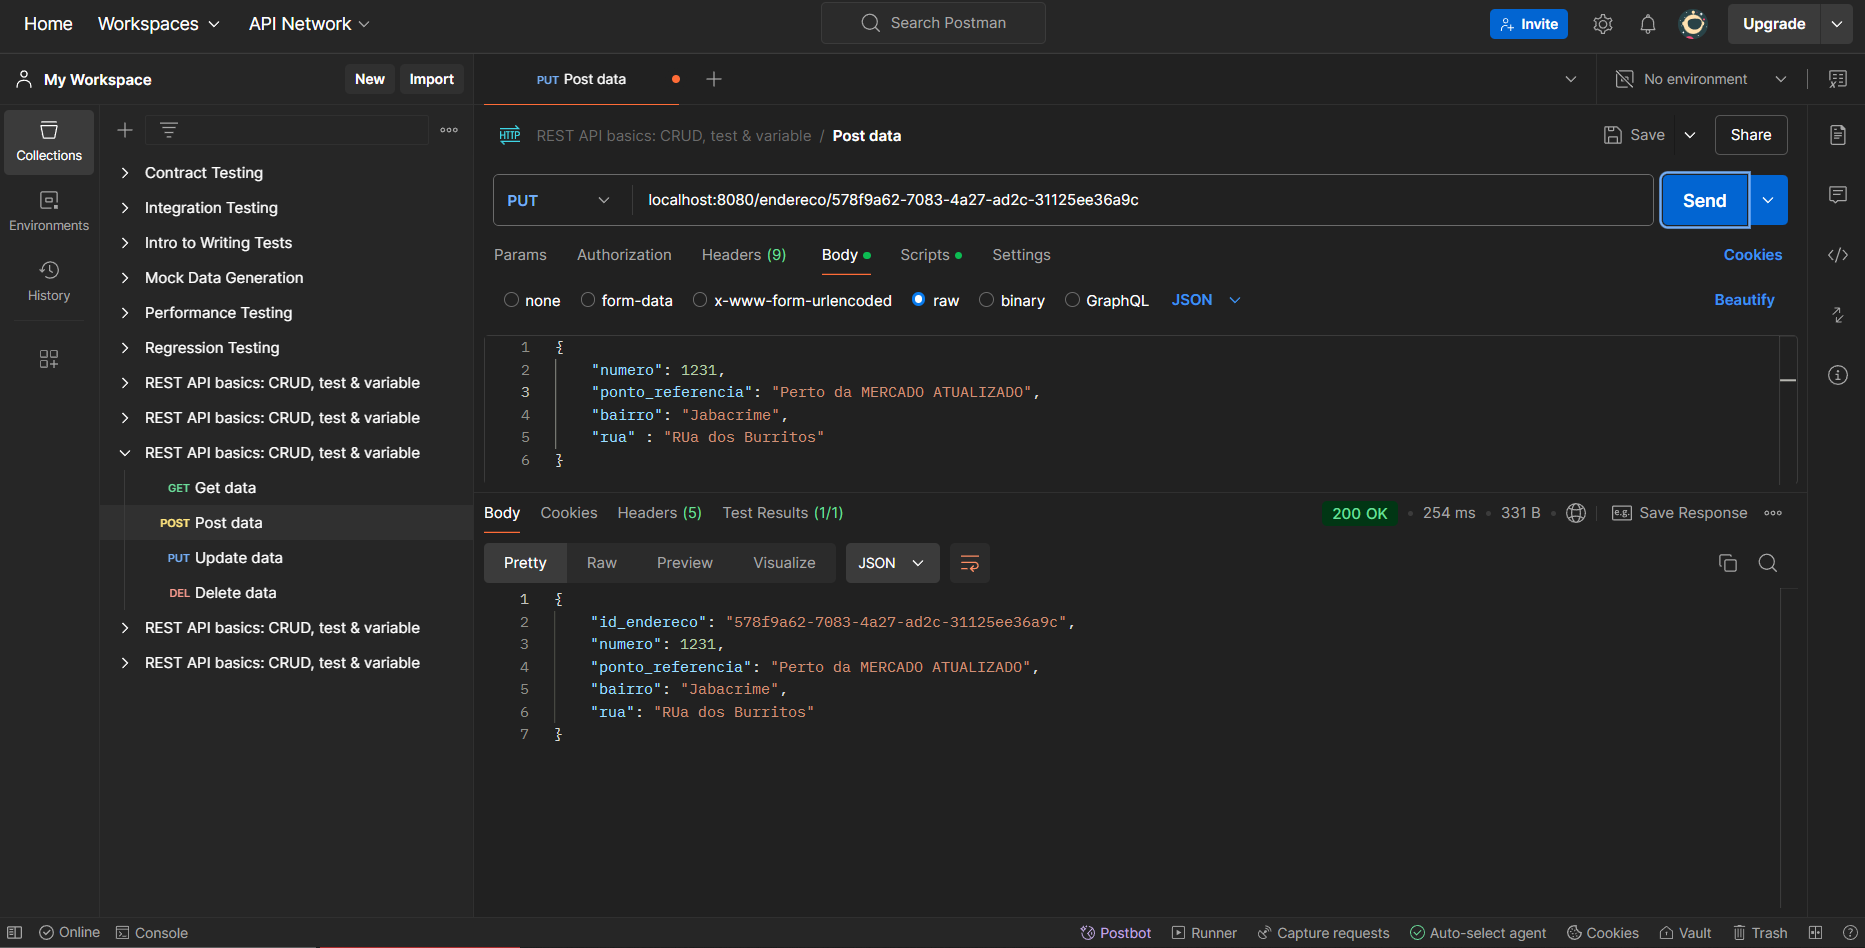 Home Workspaces API Network Search Postman Invite Upgrade
My Workspace New Import PUT Post data No environment
Collections
Environments
History
Contract Testing
Integration Testing
Intro to Writing Tests
Mock Data Generation
Performance Testing
Regression Testing
REST API basics: CRUD, test & variable
REST API basics: CRUD, test & variable
REST API basics: CRUD, test & variable
GET Get data
POST Post data
PUT Update data
DEL Delete data
REST API basics: CRUD, test & variable
REST API basics: CRUD, test & variable
HTTP REST API basics: CRUD, test & variable / Post data Save Share
PUT localhost:8080/endereco/578f9a62-7083-4a27-ad2c-31125ee36a9c Send
Params Authorization Headers (9) Body Scripts Settings Cookies
none form-data x-www-form-urlencoded raw binary GraphQL JSON Beautify
1 {
2 "numero": 1231,
3 "ponto_referencia": "Perto da MERCADO ATUALIZADO",
4 "bairro": "Jabacrime",
5 "rua" : "RUa dos Burritos"
6 }
Body Cookies Headers (5) Test Results (1/1) 200 OK 254 ms 331 B e.g. Save Response
Pretty Raw Preview Visualize JSON
1 {
2 "id_endereco": "578f9a62-7083-4a27-ad2c-31125ee36a9c",
3 "numero": 1231,
4 "ponto_referencia": "Perto da MERCADO ATUALIZADO",
5 "bairro": "Jabacrime",
6 "rua": "RUa dos Burritos"
7 }
Online Console Postbot Runner Capture requests Auto-select agent Cookies Vault Trash